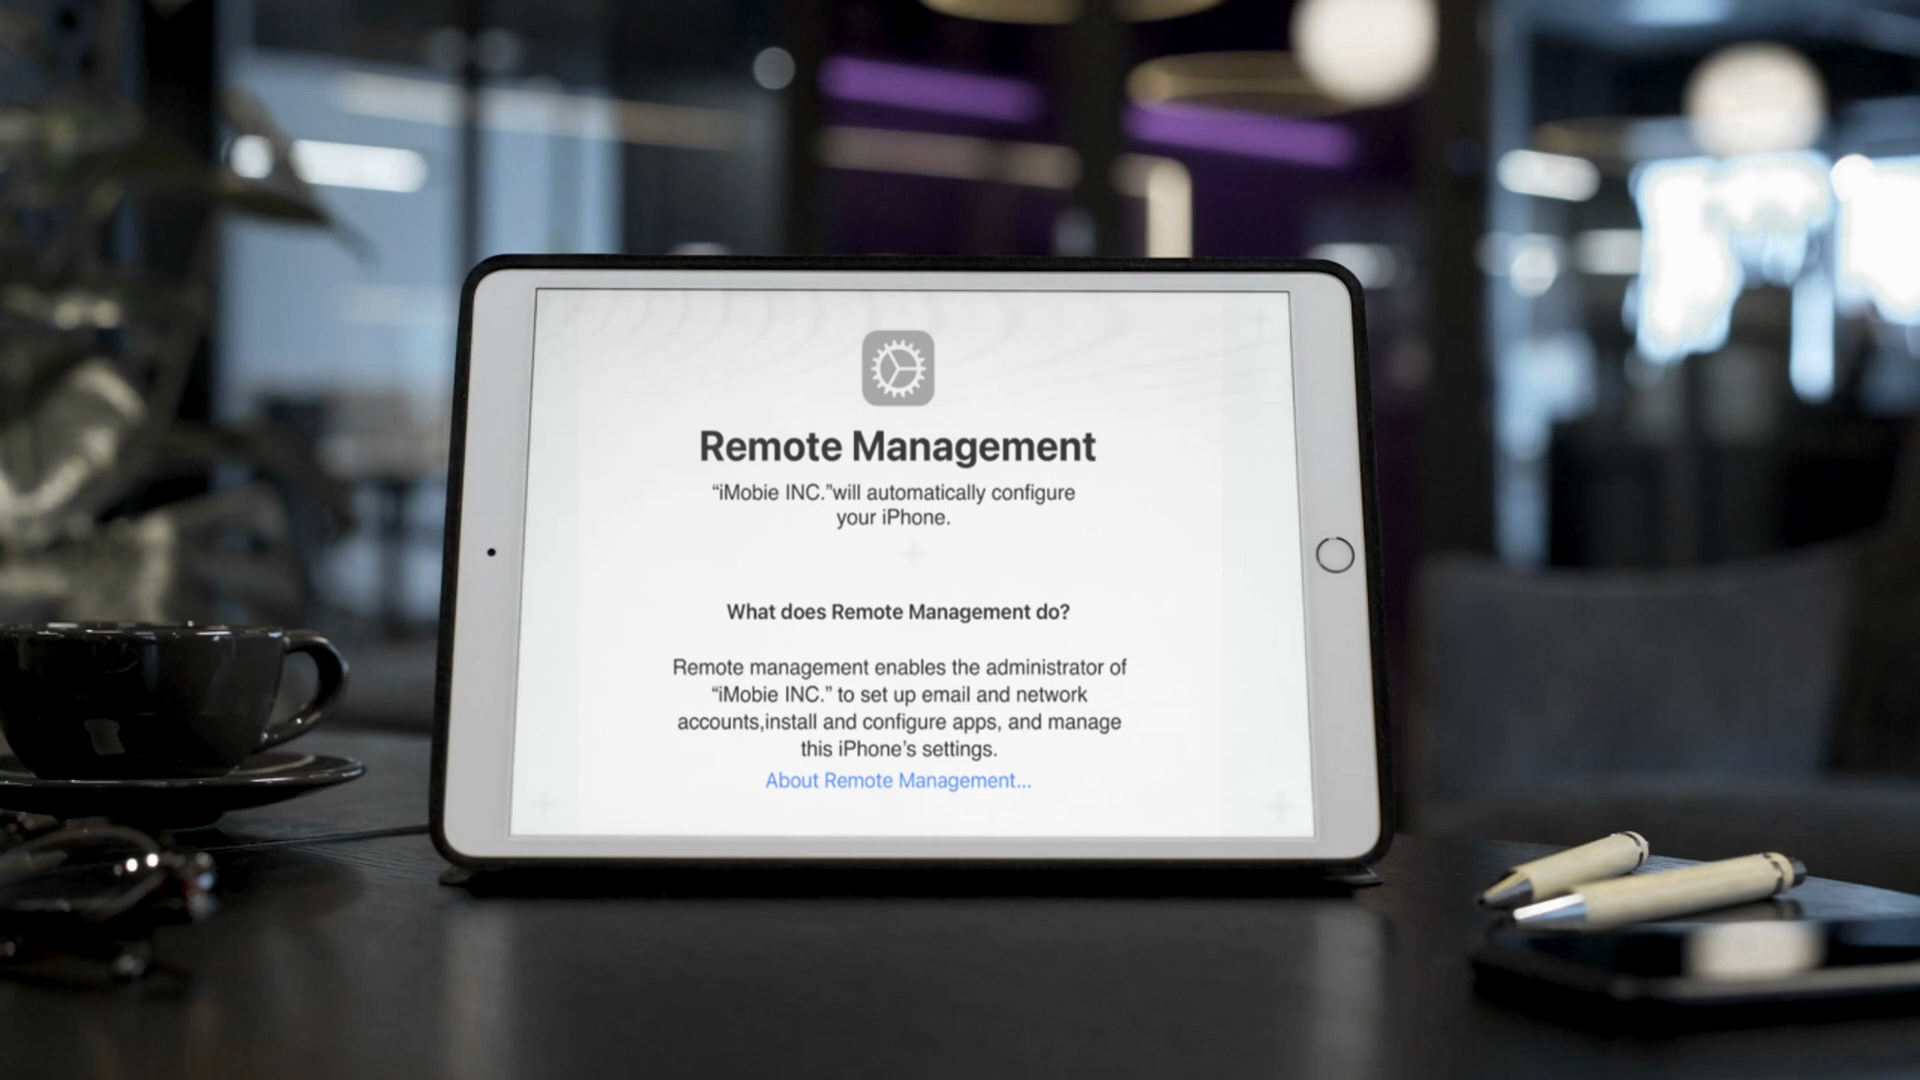 Remote Management
“iMobie INC.”will automatically configure
your iPhone.
What does Remote Management do?
Remote management enables the administrator of
“iMobie INC.” to set up email and network
accounts,install and configure apps, and manage
this iPhone’s settings.
About Remote Management...